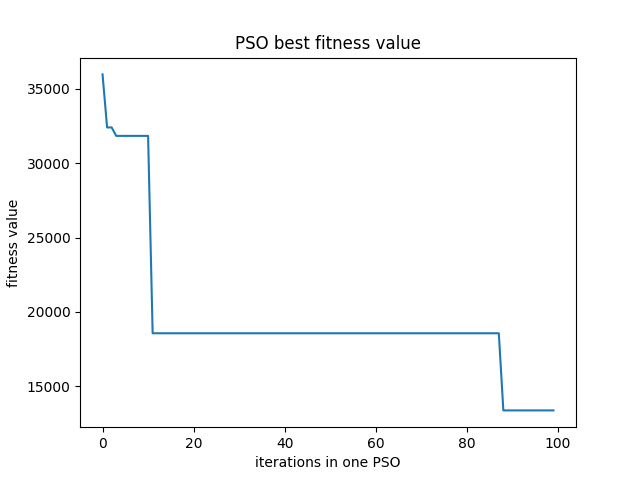 PSO best fitness value
35000
30000
25000
20000
15000
fitness value
0 20 40 60 80 100
iterations in one PSO